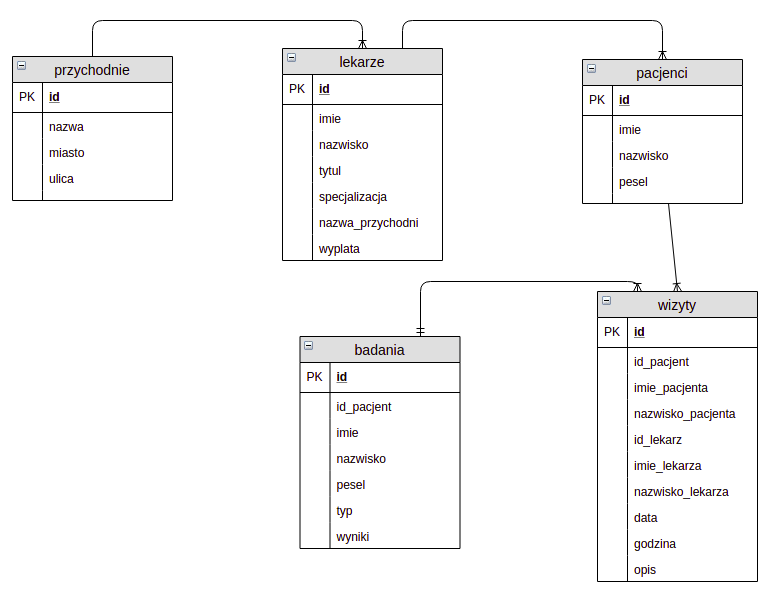 przychodnie
PK id
nazwa
miasto
ulica
lekarze
PK id
imie
nazwisko
tytul
specjalizacja
nazwa_przychodni
wyplata
pacjenci
PK id
imie
nazwisko
pesel
badania
PK id
id_pacjent
imie
nazwisko
pesel
typ
wyniki
wizyty
PK id
id_pacjent
imie_pacjenta
nazwisko_pacjenta
id_lekarz
imie_lekarza
nazwisko_lekarza
data
godzina
opis